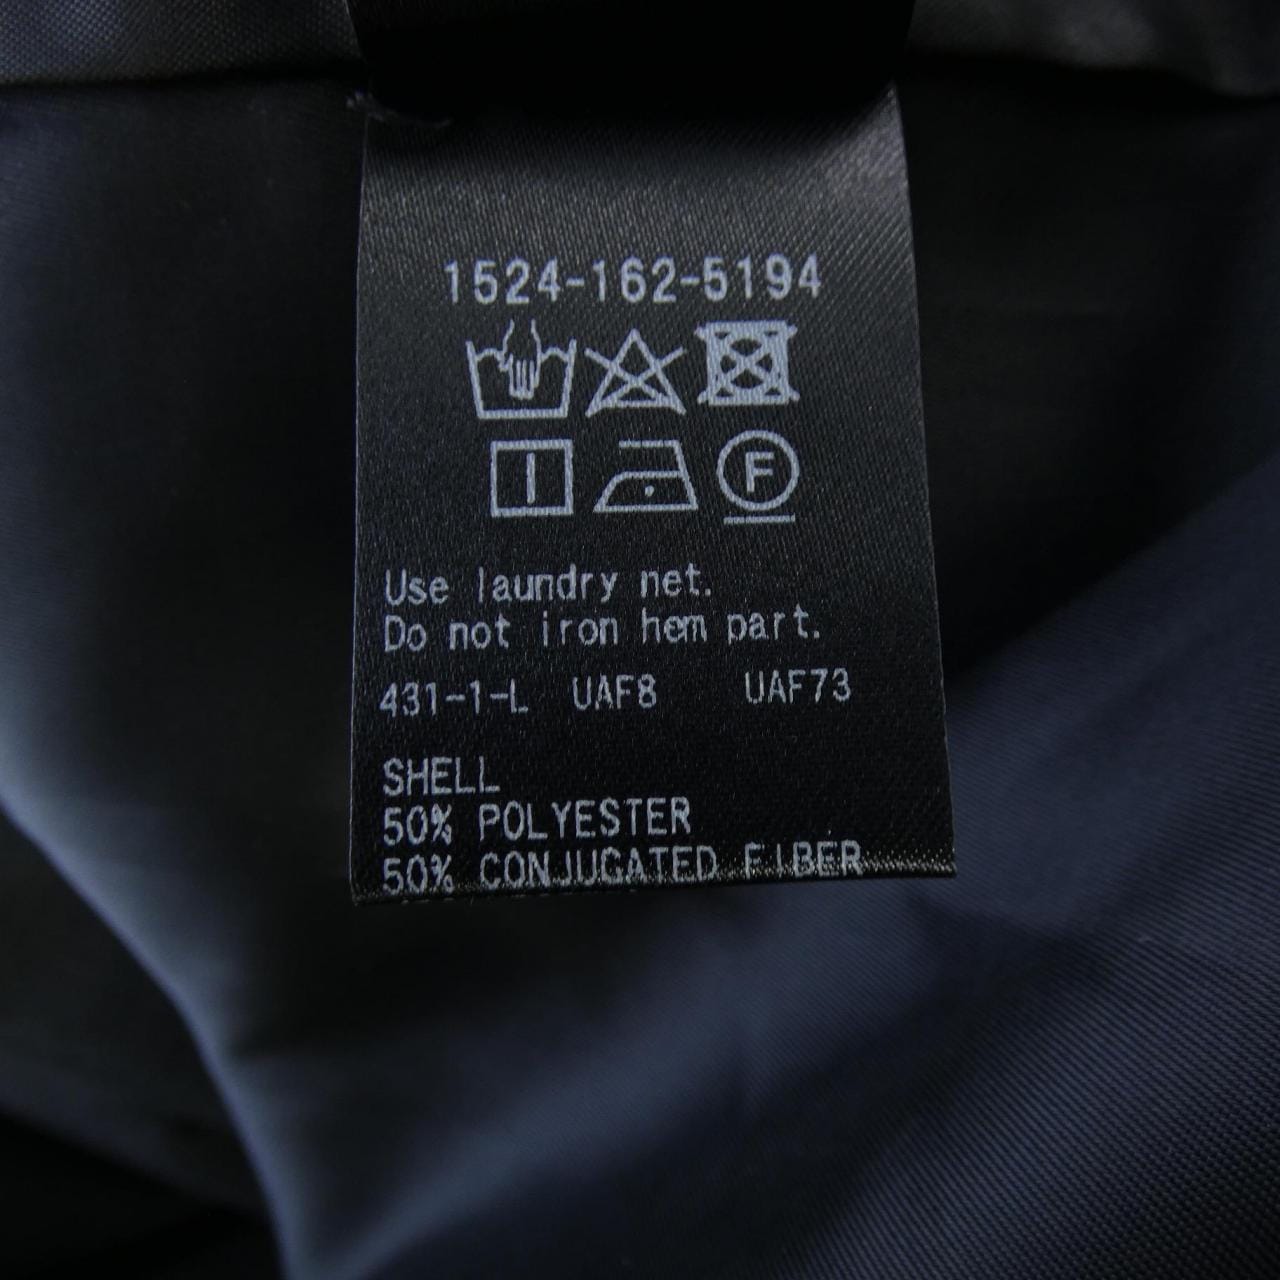 1524-162-5194
F
Use laundry net.
Do not iron hem part.
431-1-L UAF8 UAF73
SHELL
50% POLYESTER
50% CONJUGATED FIBER